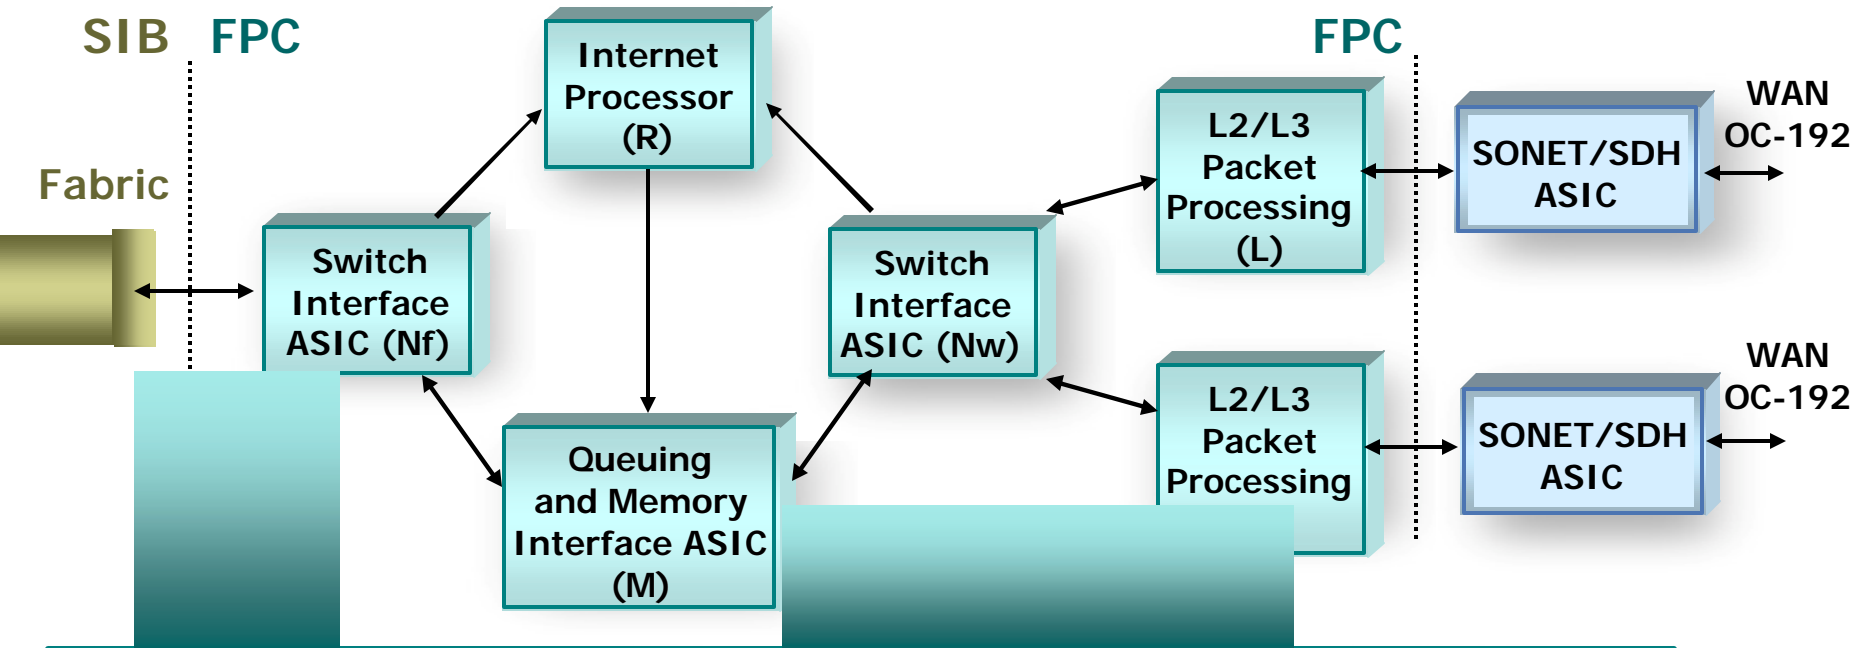 SIB FPC
FPC
Internet
Processor
(R)
L2/L3
Packet
Processing
(L)
SONET/SDH
ASIC
WAN
OC-192
Fabric
Switch
Interface
ASIC (Nf)
Switch
Interface
ASIC (Nw)
Queuing
and Memory
Interface ASIC
(M)
L2/L3
Packet
Processing
SONET/SDH
ASIC
WAN
OC-192